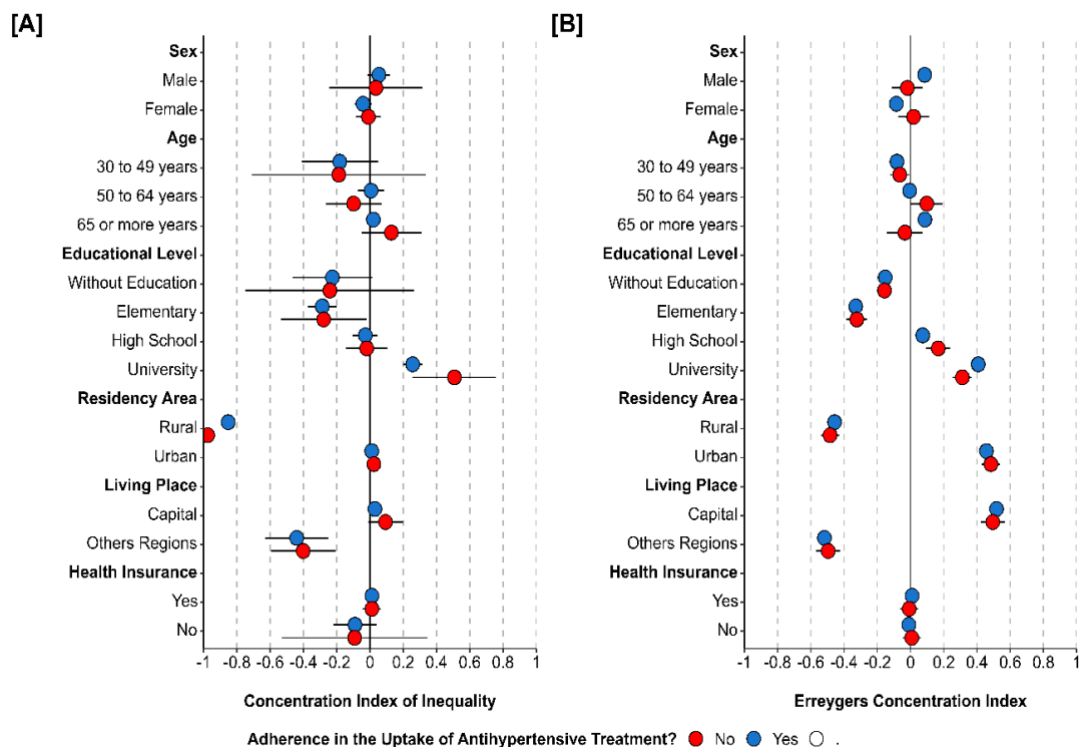 [A]
Sex
Male
Female
Age
30 to 49 years
50 to 64 years
65 or more years
Educational Level
Without Education
Elementary
High School
University
Residency Area
Rural
Urban
Living Place
Capital
Others Regions
Health Insurance
Yes
No
-1 -0.8 -0.6 -0.4 -0.2 0 0.2 0.4 0.6 0.8 1
Concentration Index of Inequality
[B]
Sex
Male
Female
Age
30 to 49 years
50 to 64 years
65 or more years
Educational Level
Without Education
Elementary
High School
University
Residency Area
Rural
Urban
Living Place
Capital
Others Regions
Health Insurance
Yes
No
-1 -0.8 -0.6 -0.4 -0.2 0 0.2 0.4 0.6 0.8 1
Erreygers Concentration Index
Adherence in the Uptake of Antihypertensive Treatment? No Yes .